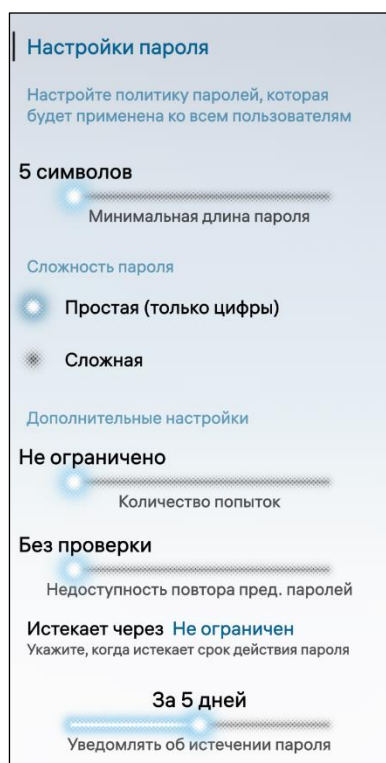 Настройки пароля
Настройте политику паролей, которая
будет применена ко всем пользователям
5 символов
Минимальная длина пароля
Сложность пароля
Простая (только цифры)
Сложная
Дополнительные настройки
Не ограничено
Количество попыток
Без проверки
Недоступность повтора пред. паролей
Истекает через Не ограничен
Укажите, когда истекает срок действия пароля
За 5 дней
Уведомлять об истечении пароля